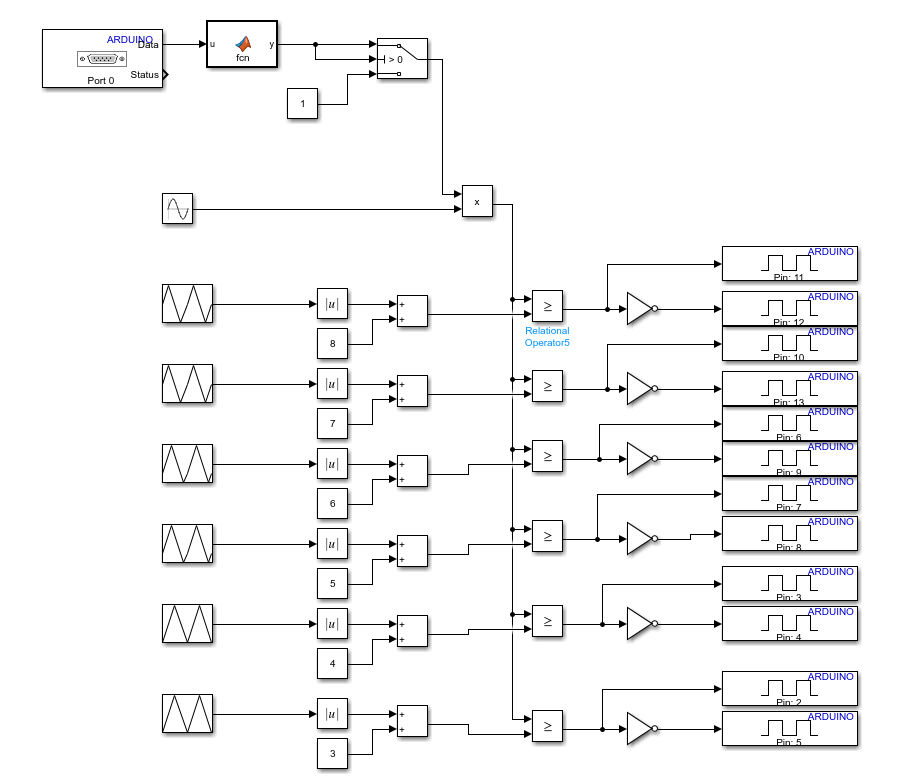 ARDUINO
Data
Status
Port 0
u
y
fcn
> 0
1
x
ARDUINO
Pin: 11
|u|
+
+
8
≥
Relational
Operator5
ARDUINO
Pin: 12
ARDUINO
Pin: 10
|u|
+
+
7
≥
ARDUINO
Pin: 13
ARDUINO
Pin: 6
|u|
+
+
6
≥
ARDUINO
Pin: 9
ARDUINO
Pin: 7
|u|
+
+
5
≥
ARDUINO
Pin: 8
ARDUINO
Pin: 3
|u|
+
+
4
≥
ARDUINO
Pin: 4
ARDUINO
Pin: 2
|u|
+
+
3
≥
ARDUINO
Pin: 5